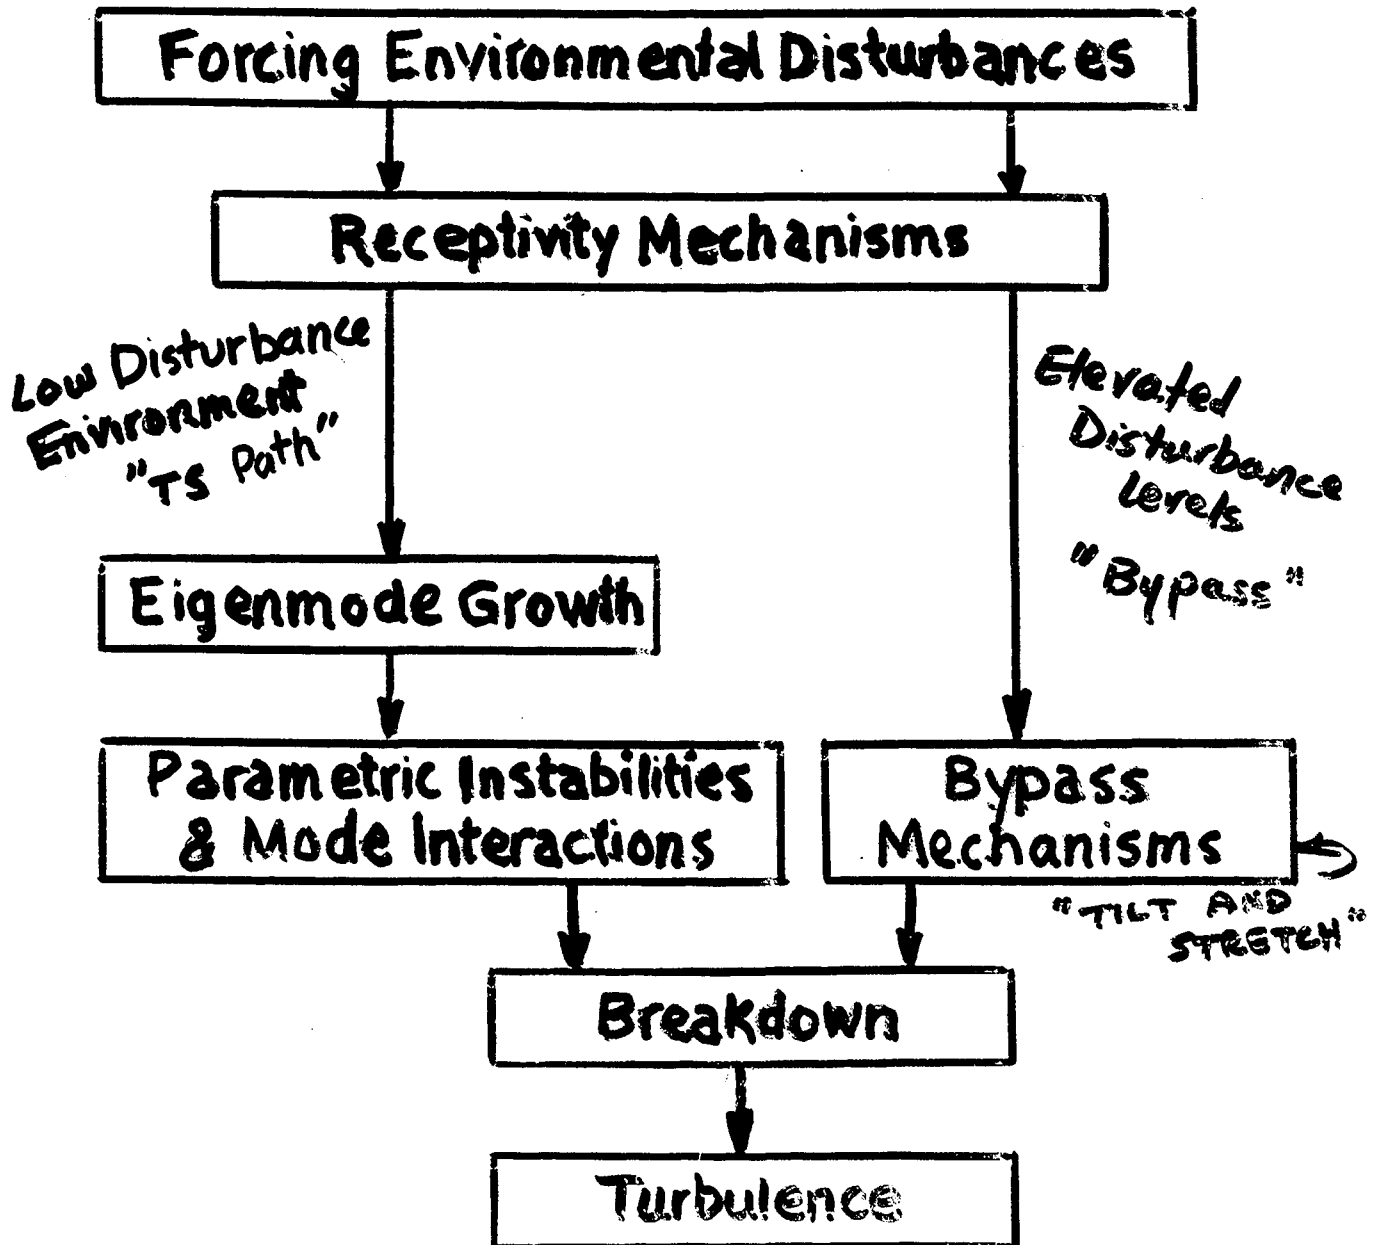 Forcing Environmental Disturbances
Receptivity Mechanisms
Low Disturbance
Environment
"TS Path"
Elevated
Disturbance
Levels
"Bypass"
Eigenmode Growth
Parametric Instabilities
& Mode Interactions
Bypass
Mechanisms
"TILT AND
STRETCH"
Breakdown
Turbulence